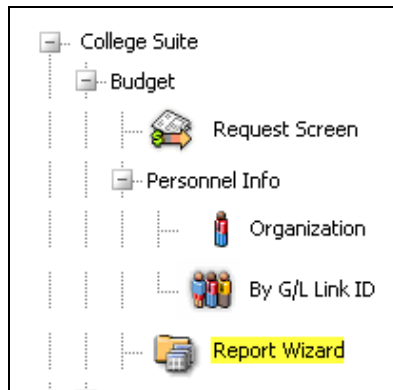 College Suite
Budget
Request Screen
Personnel Info
Organization
By G/L Link ID
Report Wizard